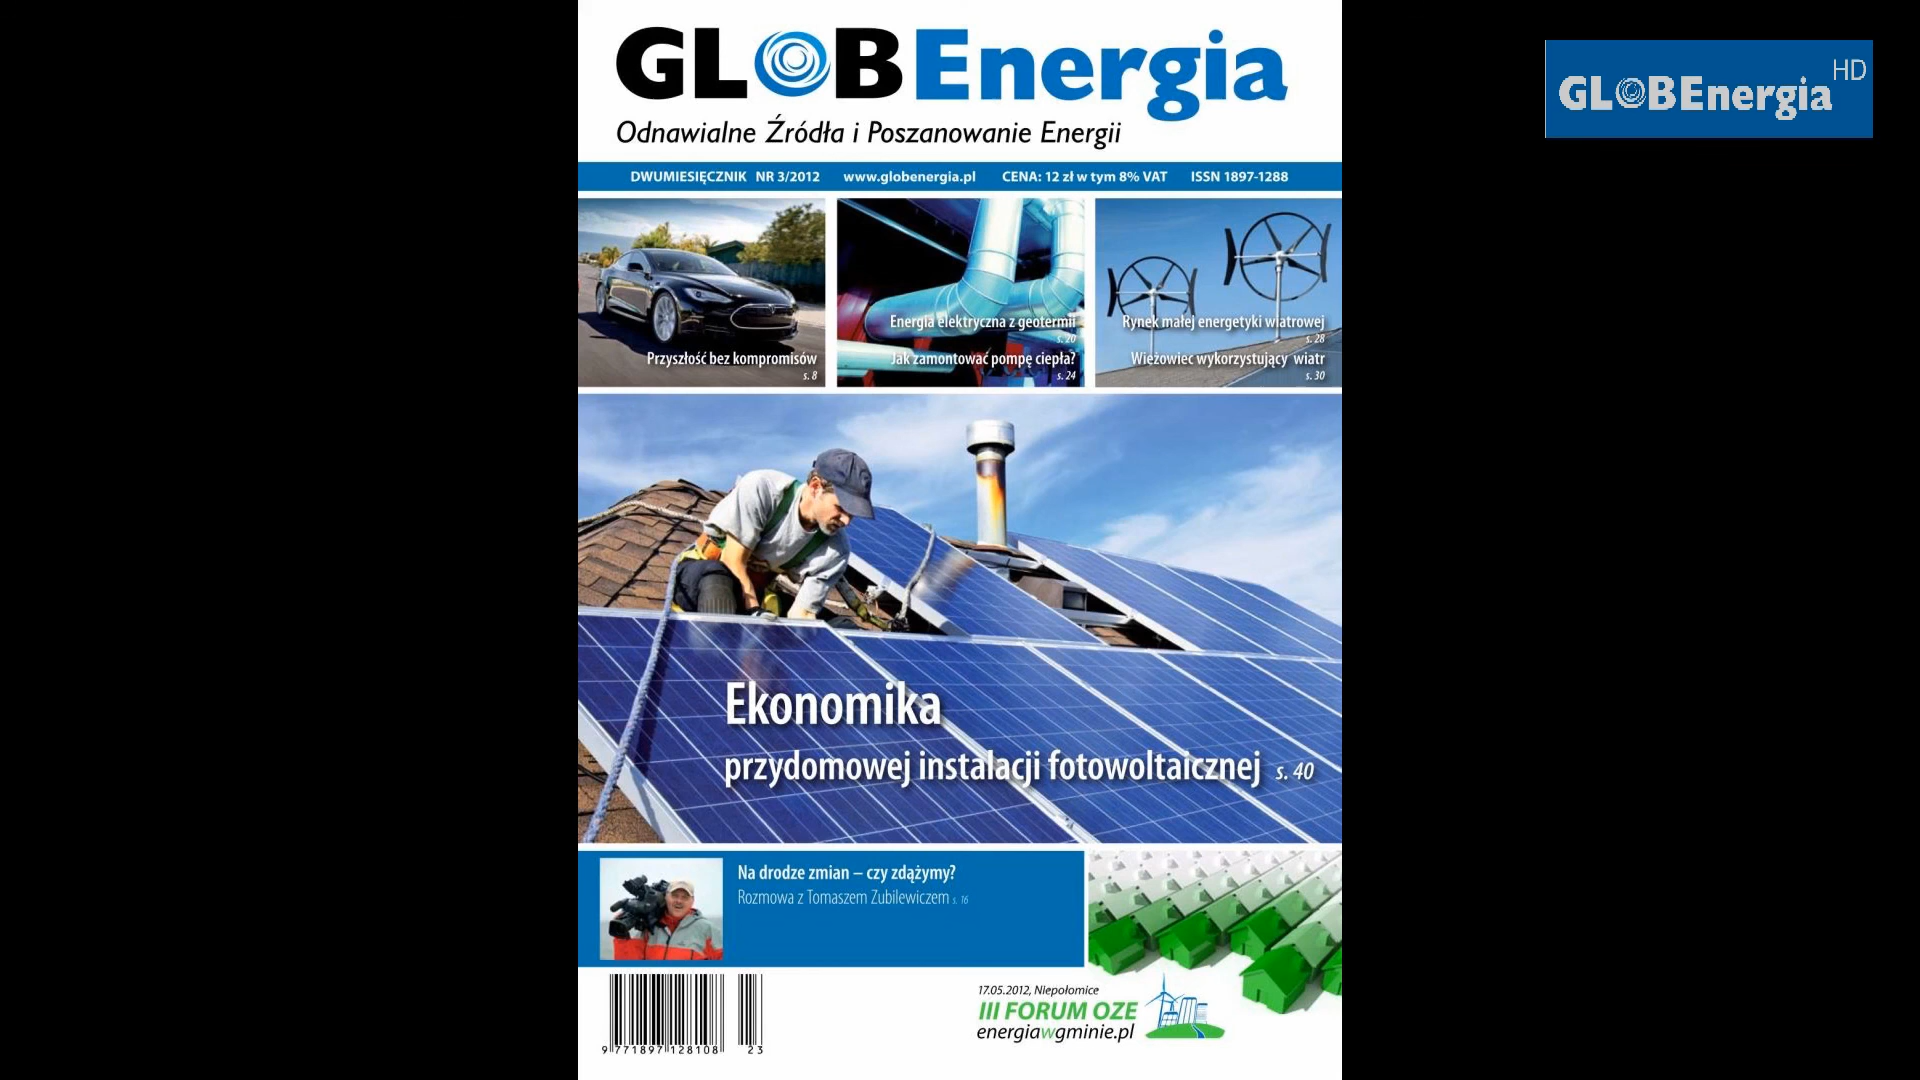 GLOBEnergia
Odnawialne Źródła i Poszanowanie Energii
GLOBEnergia HD
DWUMIESIĘCZNIK NR 3/2012 www.globenergia.pl CENA: 12 zł w tym 8% VAT ISSN 1897-1288
Przyszłość bez kompromisów
s. 8
Energia elektryczna z geotermii
s. 20
Jak zamontować pompę ciepła?
s. 24
Rynek małej energetyki wiatrowej
s. 28
Wieżowiec wykorzystujący wiatr
s. 30
Ekonomika
przydomowej instalacji fotowoltaicznej s. 40
Na drodze zmian – czy zdążymy?
Rozmowa z Tomaszem Zubilewiczem s. 16
17.05.2012, Niepołomice
III FORUM OZE
energiawgminie.pl
9 771897 128108 23